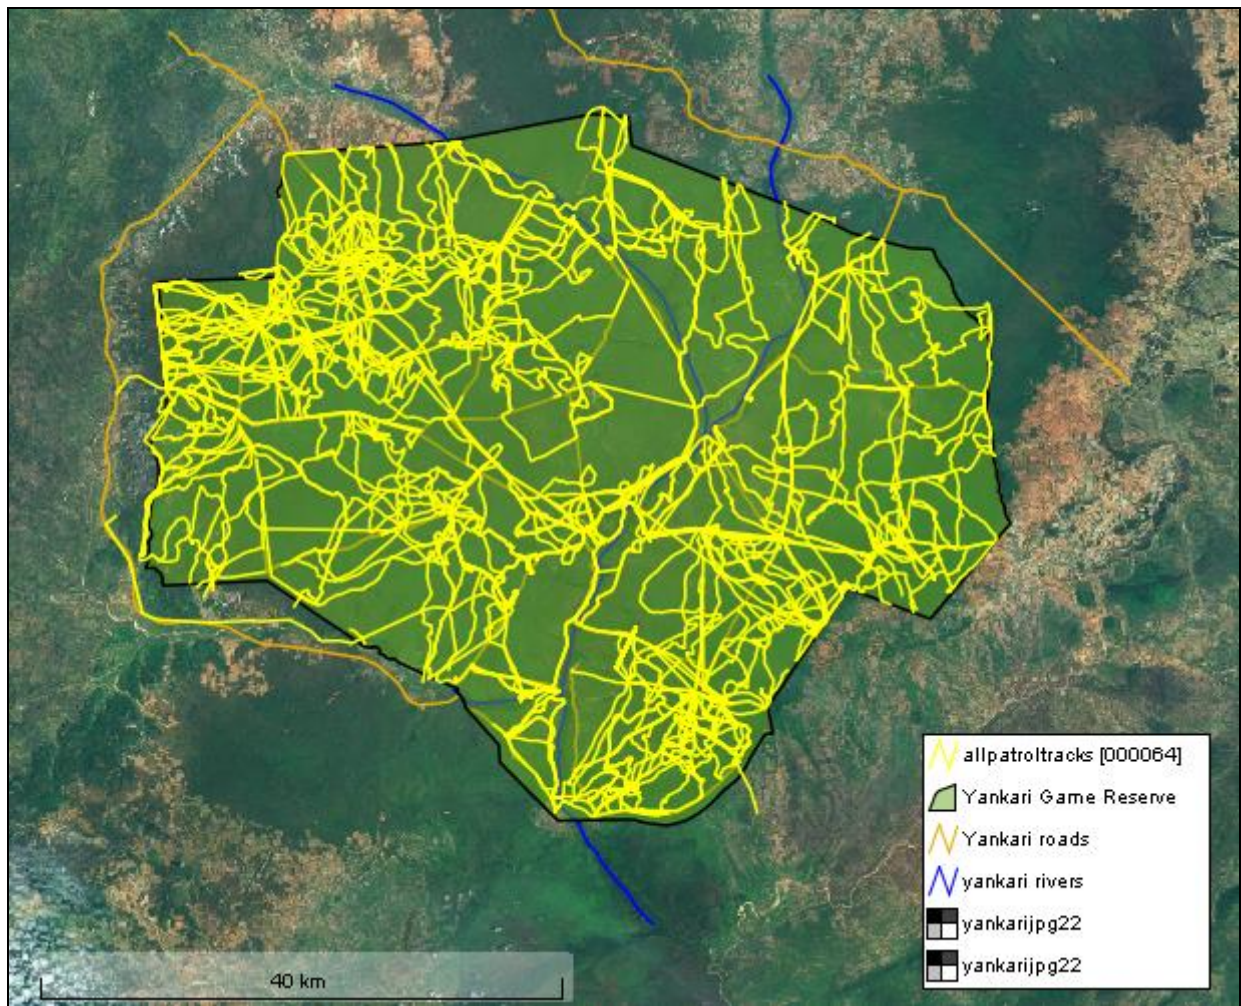 allpatroltracks [000064]
Yankari Game Reserve
Yankari roads
yankari rivers
yankarijpg22
yankarijpg22
40 km